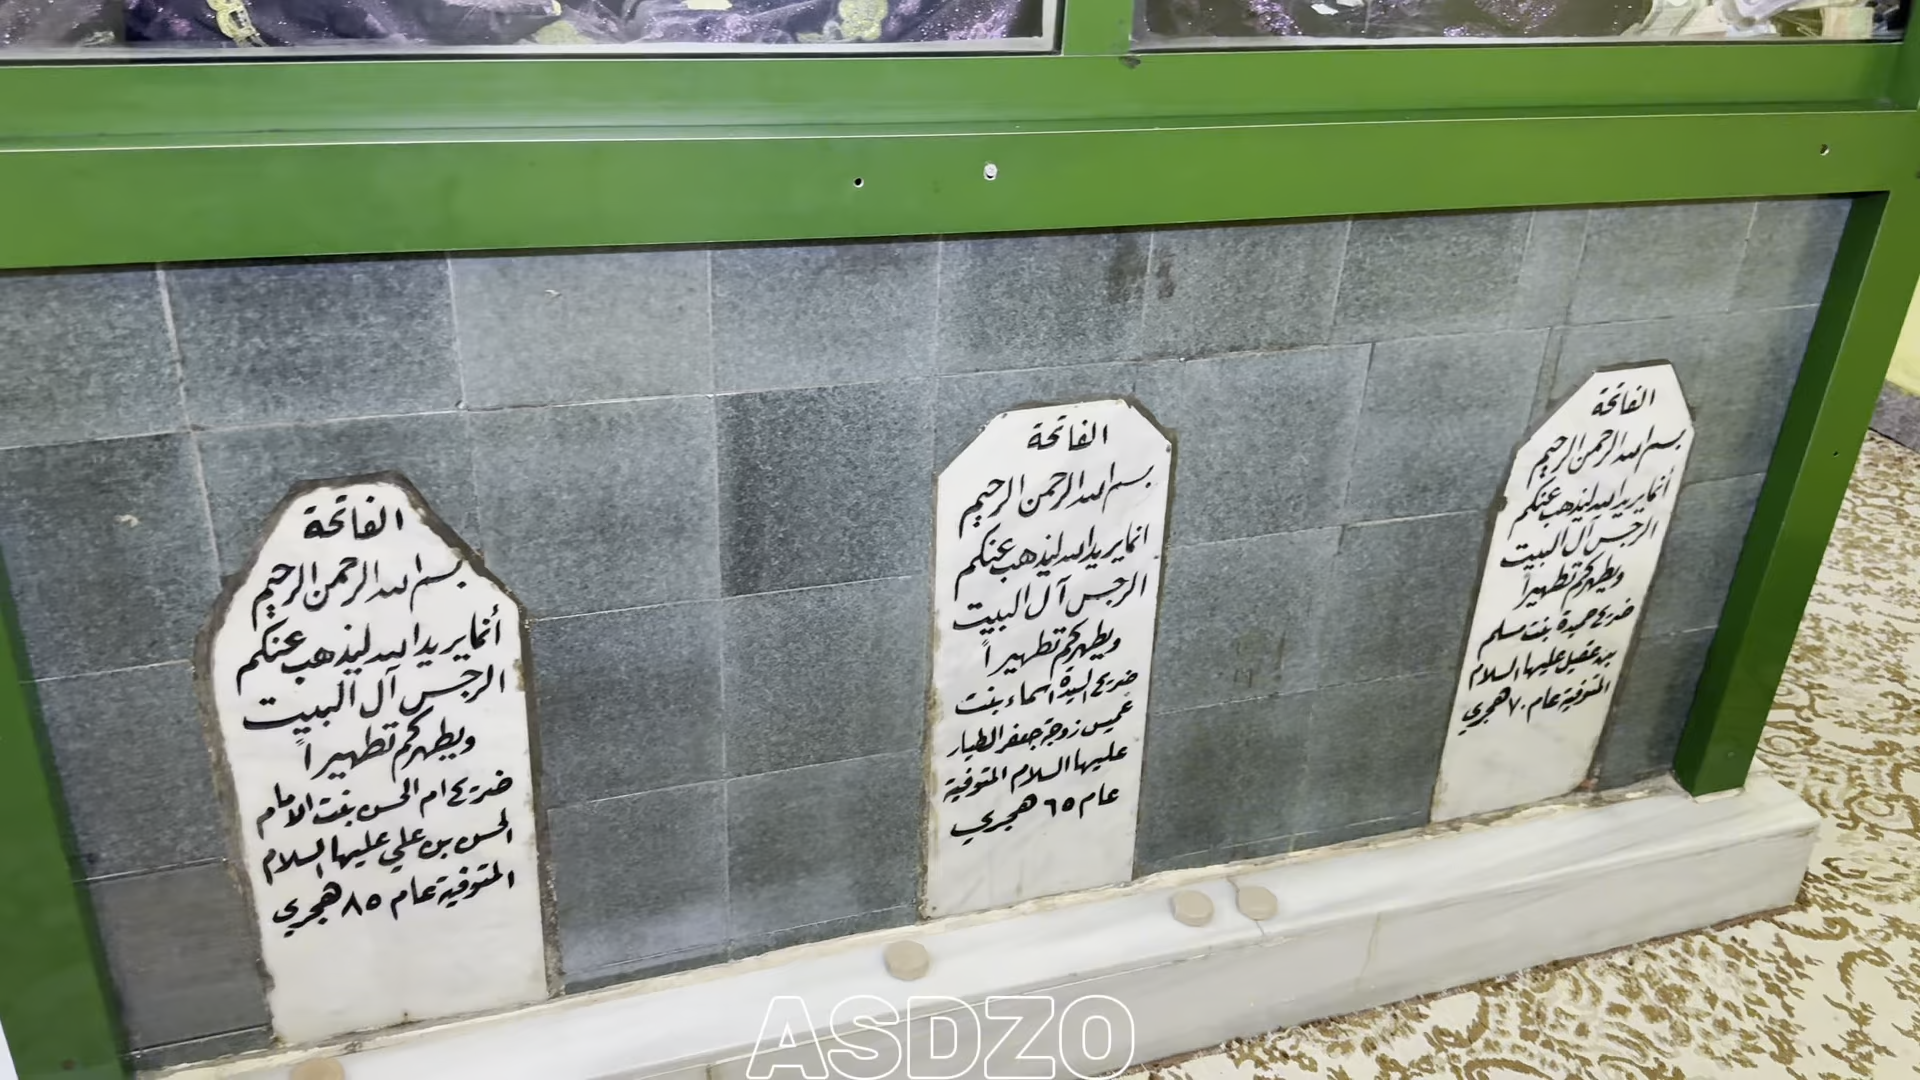 الفاتحة
بسم الله الرحمن الرحيم
أنما يريد الله ليذهب عنكم
الرجس آل البيت
ويطهركم تطهيراً
ضريح حميدة بنت مسلم
بن عقيل عليها السلام
المتوفية عام ٧٠ هجري
الفاتحة
بسم الله الرحمن الرحيم
انما يريد الله ليذهب عنكم
الرجس آل البيت
ويطهركم تطهيراً
ضريح السيدة اسماء بنت
عميس زوجة جعفر الطيار
عليها السلام المتوفية
عام ٦٥ هجري
الفاتحة
بسم الله الرحمن الرحيم
أنما يريد الله ليذهب عنكم
الرجس آل البيت
ويطهركم تطهيراً
ضريح ام الحسن بنت الامام
الحسن بن علي عليها السلام
المتوفية عام ٨٥ هجري
ASDZO